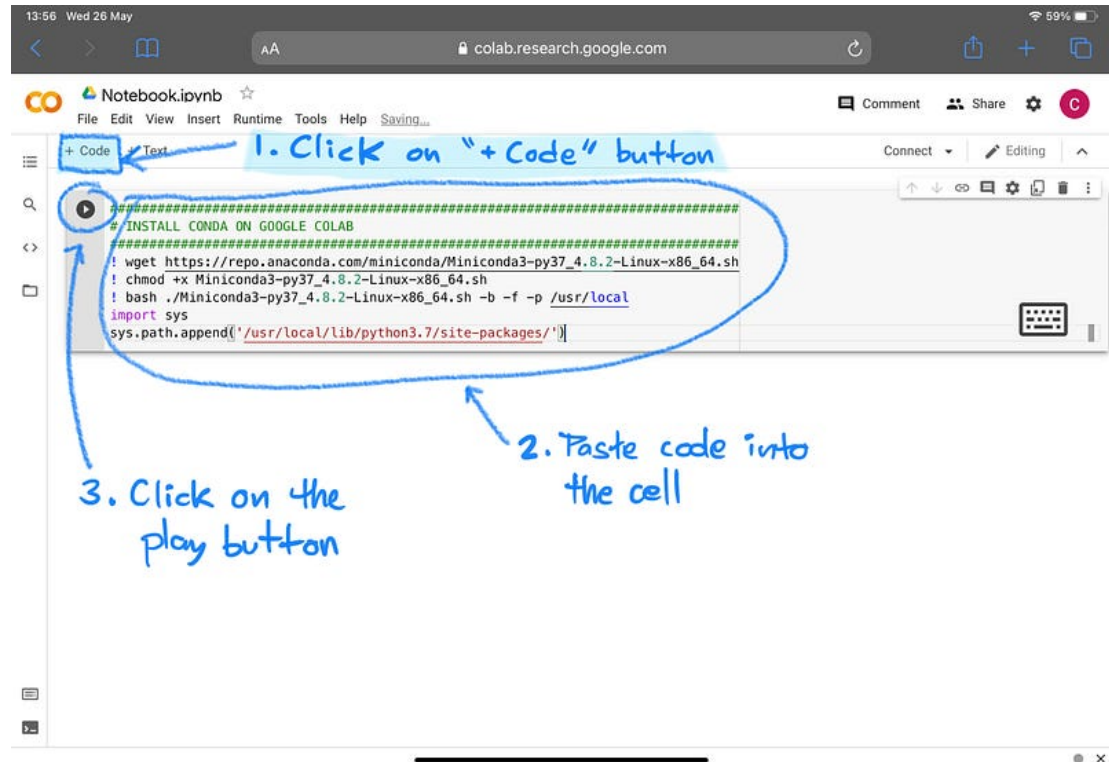 13:56 Wed 26 May
59%
AA
colab.research.google.com
CO
Notebook.ipynb
Comment
Share
C
File Edit View Insert Runtime Tools Help Saving...
+ Code + Text
1. Click on "+ Code" button
Connect
Editing
################################################################################
# INSTALL CONDA ON GOOGLE COLAB
################################################################################
! wget https://repo.anaconda.com/miniconda/Miniconda3-py37_4.8.2-Linux-x86_64.sh
! chmod +x Miniconda3-py37_4.8.2-Linux-x86_64.sh
! bash ./Miniconda3-py37_4.8.2-Linux-x86_64.sh -b -f -p /usr/local
import sys
sys.path.append('/usr/local/lib/python3.7/site-packages/')
2. Paste code into
the cell
3. Click on the
play button